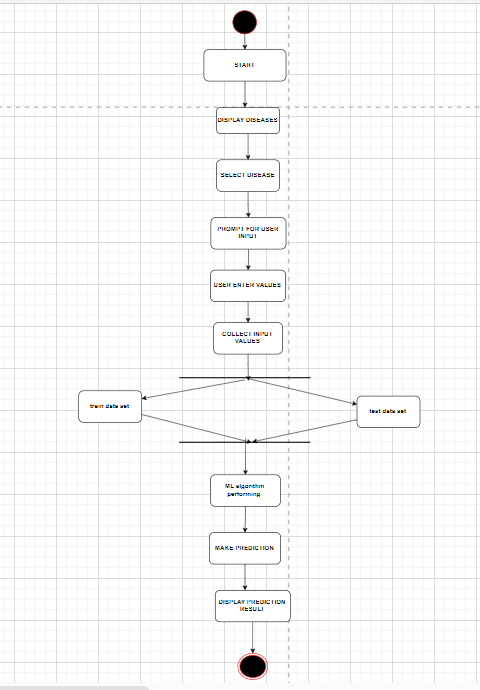 START
DISPLAY DISEASES
SELECT DISEASE
PROMPT FOR USER
INPUT
USER ENTER VALUES
COLLECT INPUT
VALUES
train data set
test data set
ML algorithm
performing
MAKE PREDICTION
DISPLAY PREDICTION
RESULT